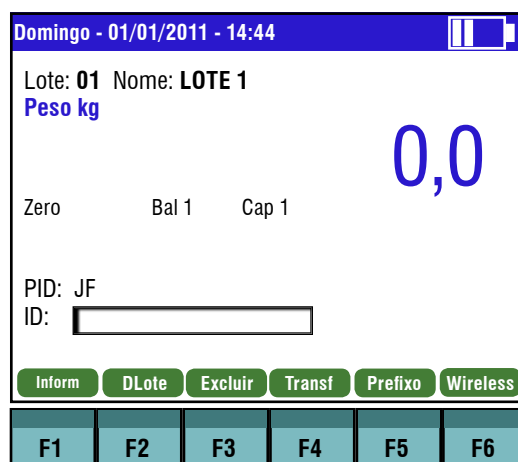 Domingo - 01/01/2011 - 14:44
Lote: 01 Nome: LOTE 1
Peso kg
0,0
Zero Bal 1 Cap 1
PID: JF
ID:
Inform DLote Excluir Transf Prefixo Wireless
F1 F2 F3 F4 F5 F6